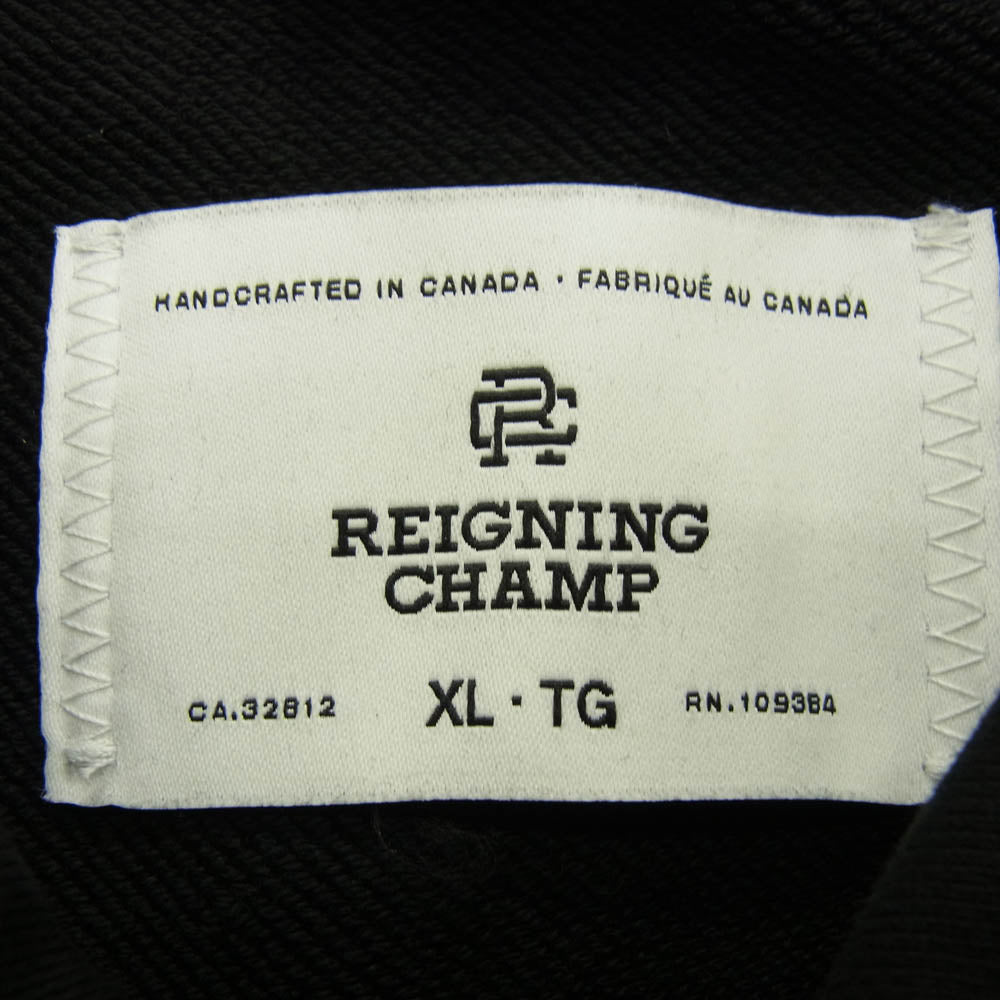 HANDCRAFTED IN CANADA · FABRIQUÉ AU CANADA
RC
REIGNING
CHAMP
CA.32812 XL · TG RN.109384